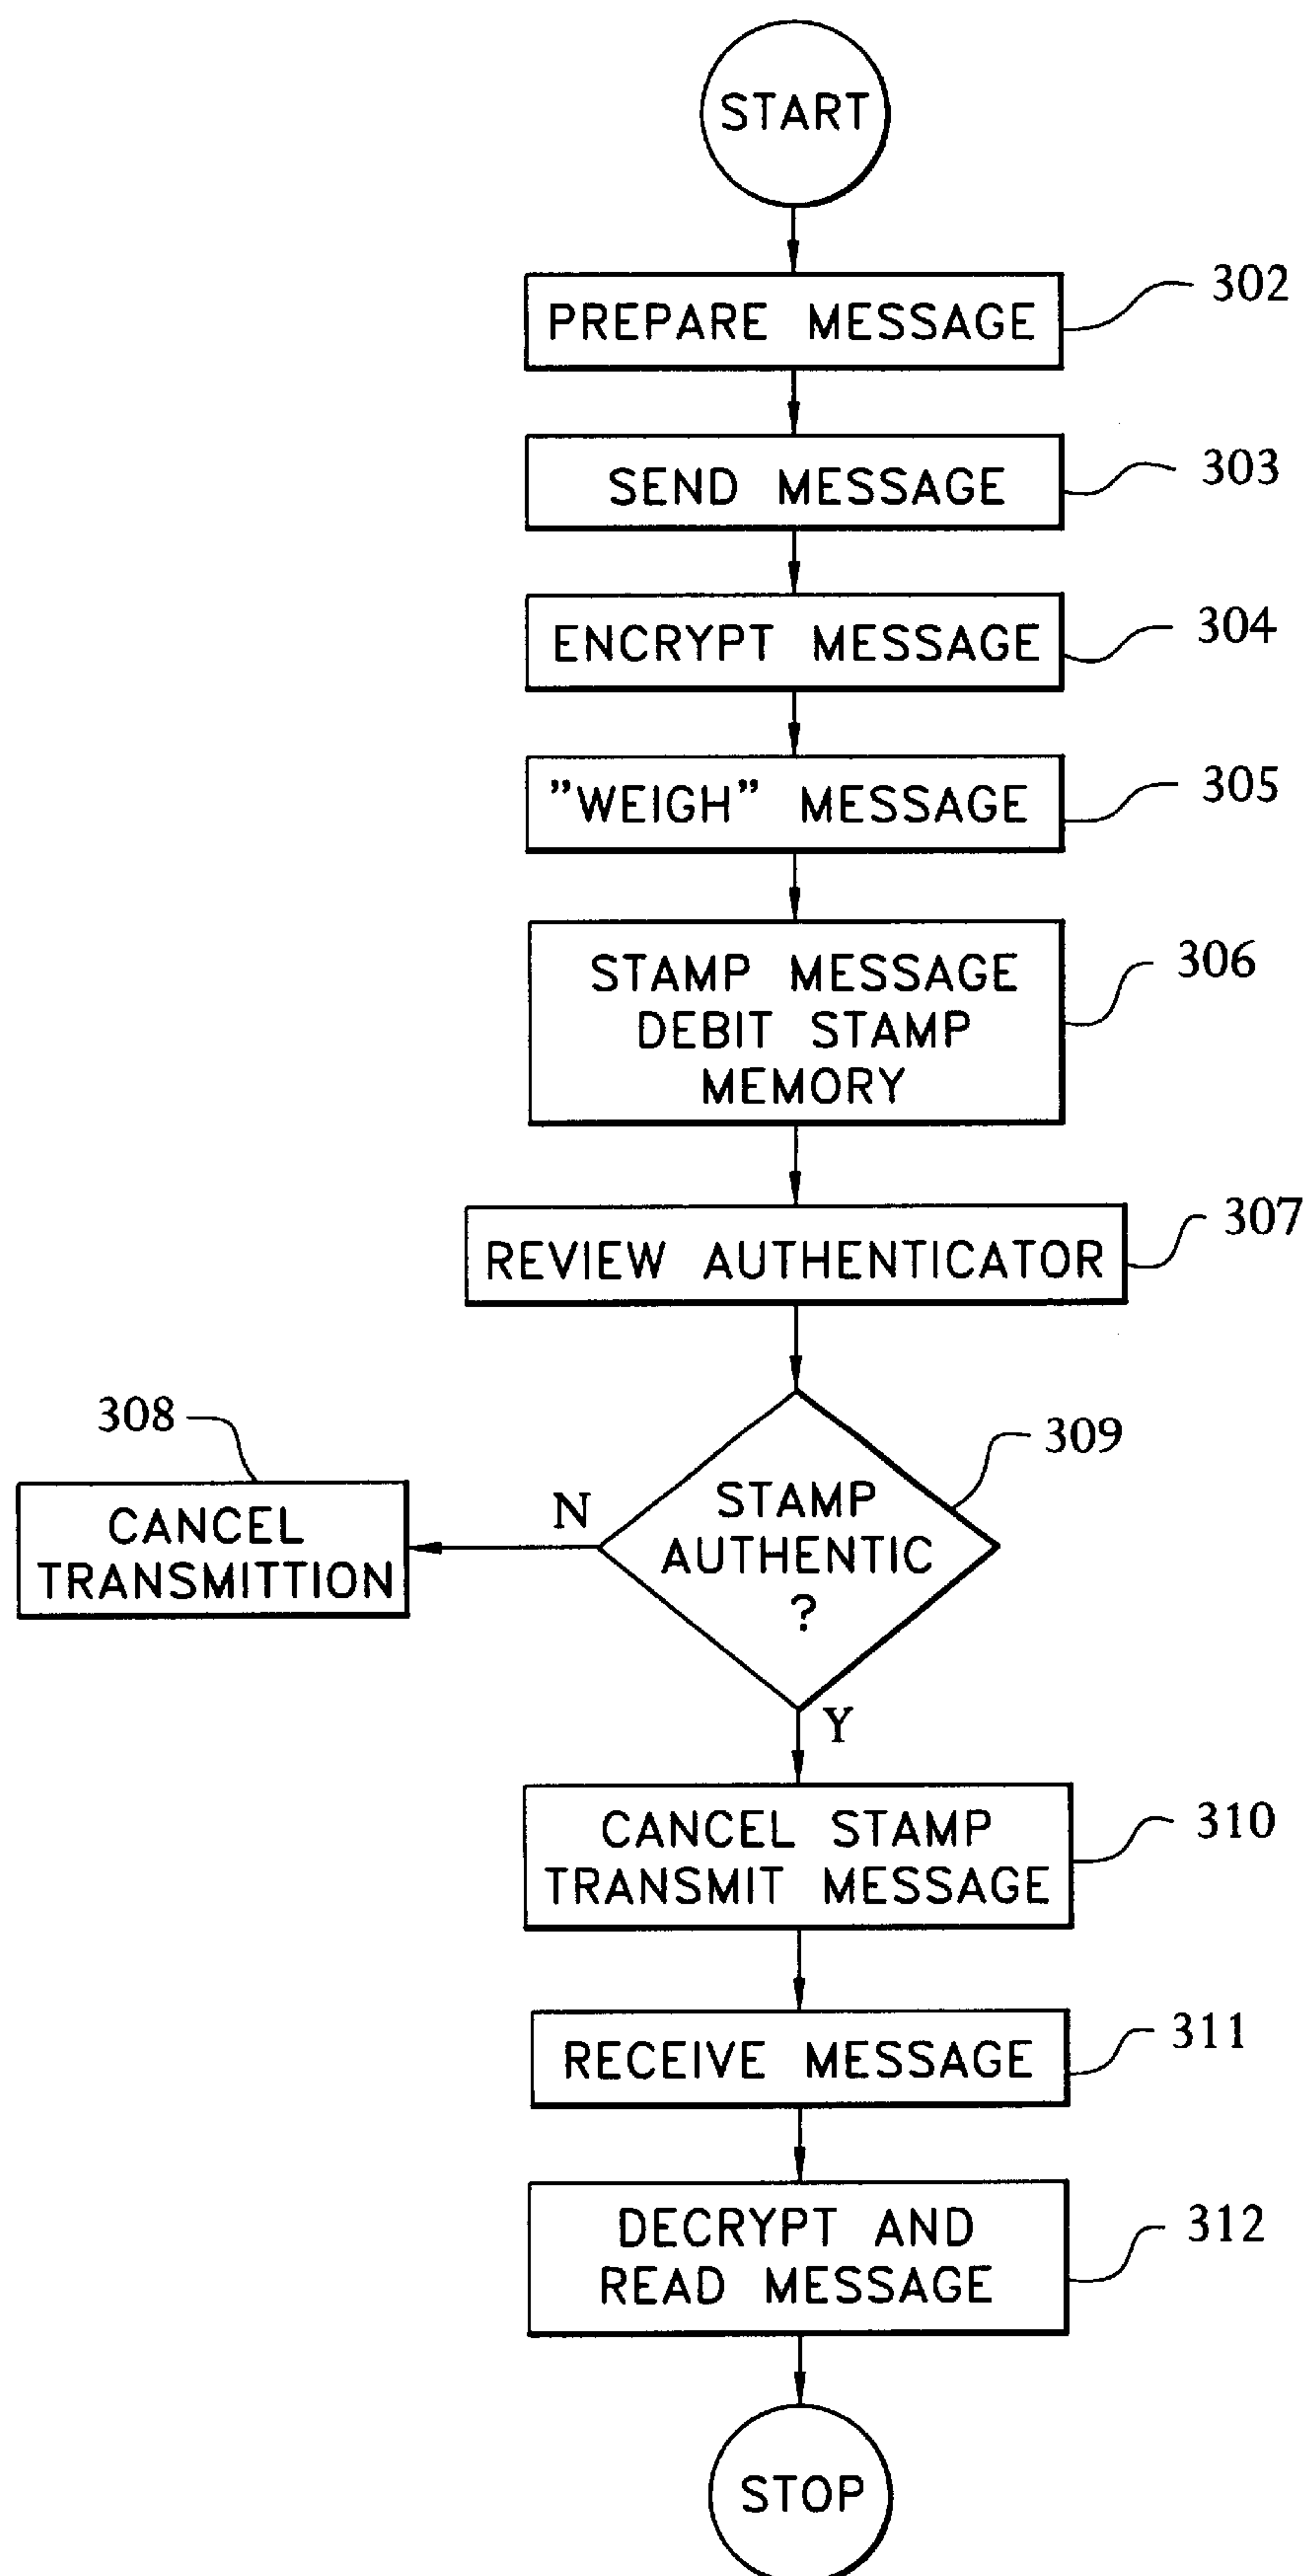 START
PREPARE MESSAGE
302
SEND MESSAGE
303
ENCRYPT MESSAGE
304
”WEIGH” MESSAGE
305
STAMP MESSAGE
DEBIT STAMP
MEMORY
306
REVIEW AUTHENTICATOR
307
308
CANCEL
TRANSMITTION
N
STAMP
AUTHENTIC
?
309
Y
CANCEL STAMP
TRANSMIT MESSAGE
310
RECEIVE MESSAGE
311
DECRYPT AND
READ MESSAGE
312
STOP